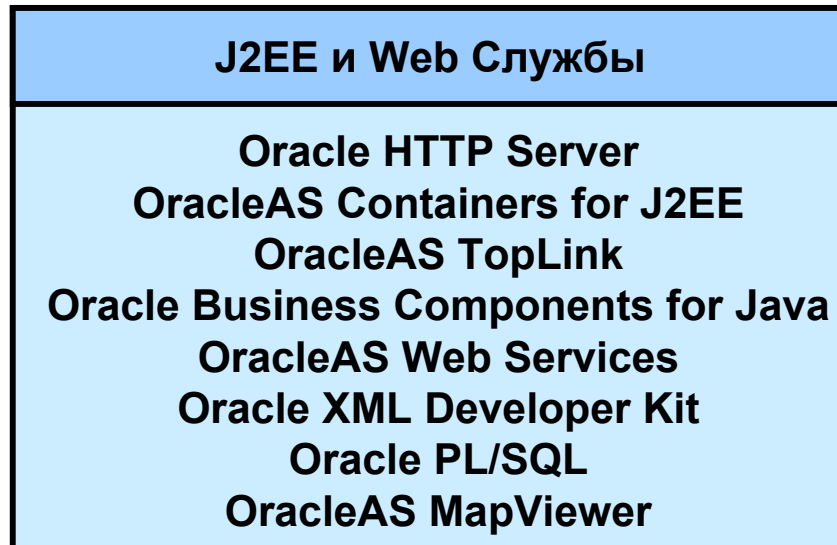 J2EE и Web Службы
Oracle HTTP Server
OracleAS Containers for J2EE
OracleAS TopLink
Oracle Business Components for Java
OracleAS Web Services
Oracle XML Developer Kit
Oracle PL/SQL
OracleAS MapViewer